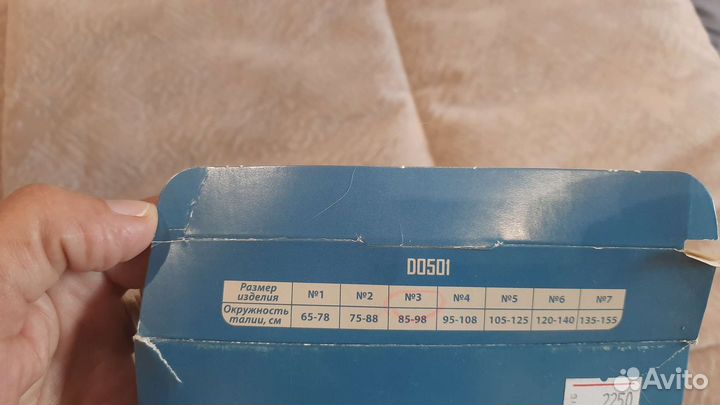 DO501
Размер изделия №1 №2 №3 №4 №5 №6 №7
Окружность талии, см 65-78 75-88 85-98 95-108 105-125 120-140 135-155
2250
Avito